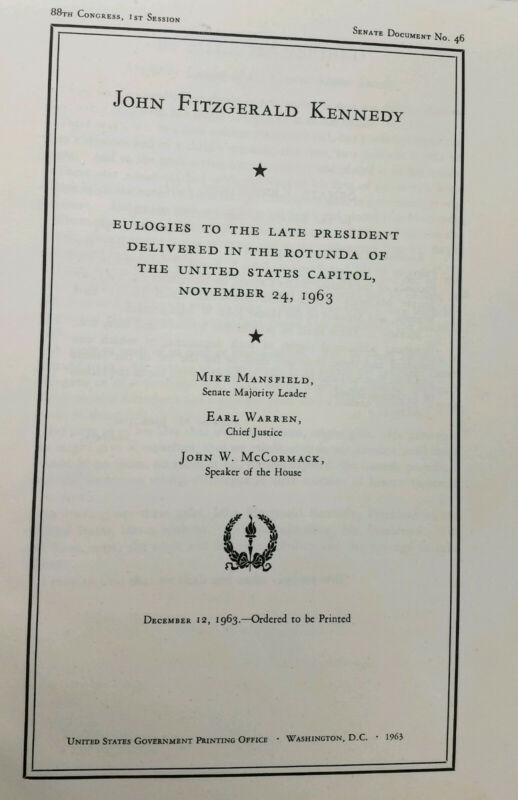 88th Congress, 1st Session
Senate Document No. 46
John Fitzgerald Kennedy
EULOGIES TO THE LATE PRESIDENT
DELIVERED IN THE ROTUNDA OF
THE UNITED STATES CAPITOL,
NOVEMBER 24, 1963
Mike Mansfield,
Senate Majority Leader
Earl Warren,
Chief Justice
John W. McCormack,
Speaker of the House
December 12, 1963.—Ordered to be Printed
United States Government Printing Office · Washington, D.C. · 1963